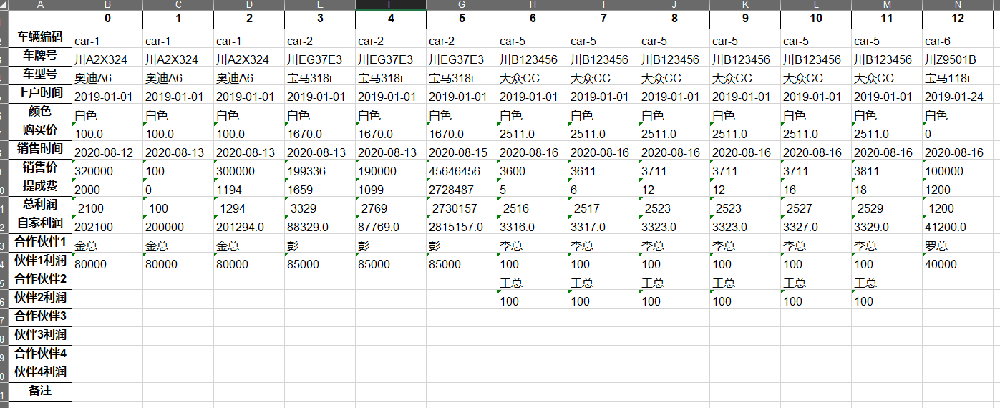 A B C D E F G H I J K L M N
0 1 2 3 4 5 6 7 8 9 10 11 12
车辆编码 car-1 car-1 car-1 car-2 car-2 car-2 car-5 car-5 car-5 car-5 car-5 car-5 car-6
车牌号 川A2X324 川A2X324 川A2X324 川EG37E3 川EG37E3 川EG37E3 川B123456 川B123456 川B123456 川B123456 川B123456 川B123456 川Z9501B
车型号 奥迪A6 奥迪A6 奥迪A6 宝马318i 宝马318i 宝马318i 大众CC 大众CC 大众CC 大众CC 大众CC 大众CC 宝马118i
上户时间 2019-01-01 2019-01-01 2019-01-01 2019-01-01 2019-01-01 2019-01-01 2019-01-01 2019-01-01 2019-01-01 2019-01-01 2019-01-01 2019-01-01 2019-01-24
颜色 白色 白色 白色 白色 白色 白色 白色 白色 白色 白色 白色 白色 白色
购买价 100.0 100.0 100.0 1670.0 1670.0 1670.0 2511.0 2511.0 2511.0 2511.0 2511.0 2511.0 0
销售时间 2020-08-12 2020-08-13 2020-08-13 2020-08-13 2020-08-13 2020-08-15 2020-08-16 2020-08-16 2020-08-16 2020-08-16 2020-08-16 2020-08-16 2020-08-16
销售价 320000 100 300000 199336 190000 45646456 3600 3611 3711 3711 3711 3811 100000
提成费 2000 0 1194 1659 1099 2728487 5 6 12 12 16 18 1200
总利润 -2100 -100 -1294 -3329 -2769 -2730157 -2516 -2517 -2523 -2523 -2527 -2529 -1200
自家利润 202100 200000 201294.0 88329.0 87769.0 2815157.0 3316.0 3317.0 3323.0 3323.0 3327.0 3329.0 41200.0
合作伙伴1 金总 金总 金总 彭 彭 彭 李总 李总 李总 李总 李总 李总 罗总
伙伴1利润 80000 80000 80000 85000 85000 85000 100 100 100 100 100 100 40000
合作伙伴2 王总 王总 王总 王总 王总 王总
伙伴2利润 100 100 100 100 100 100
合作伙伴3
伙伴3利润
合作伙伴4
伙伴4利润
备注